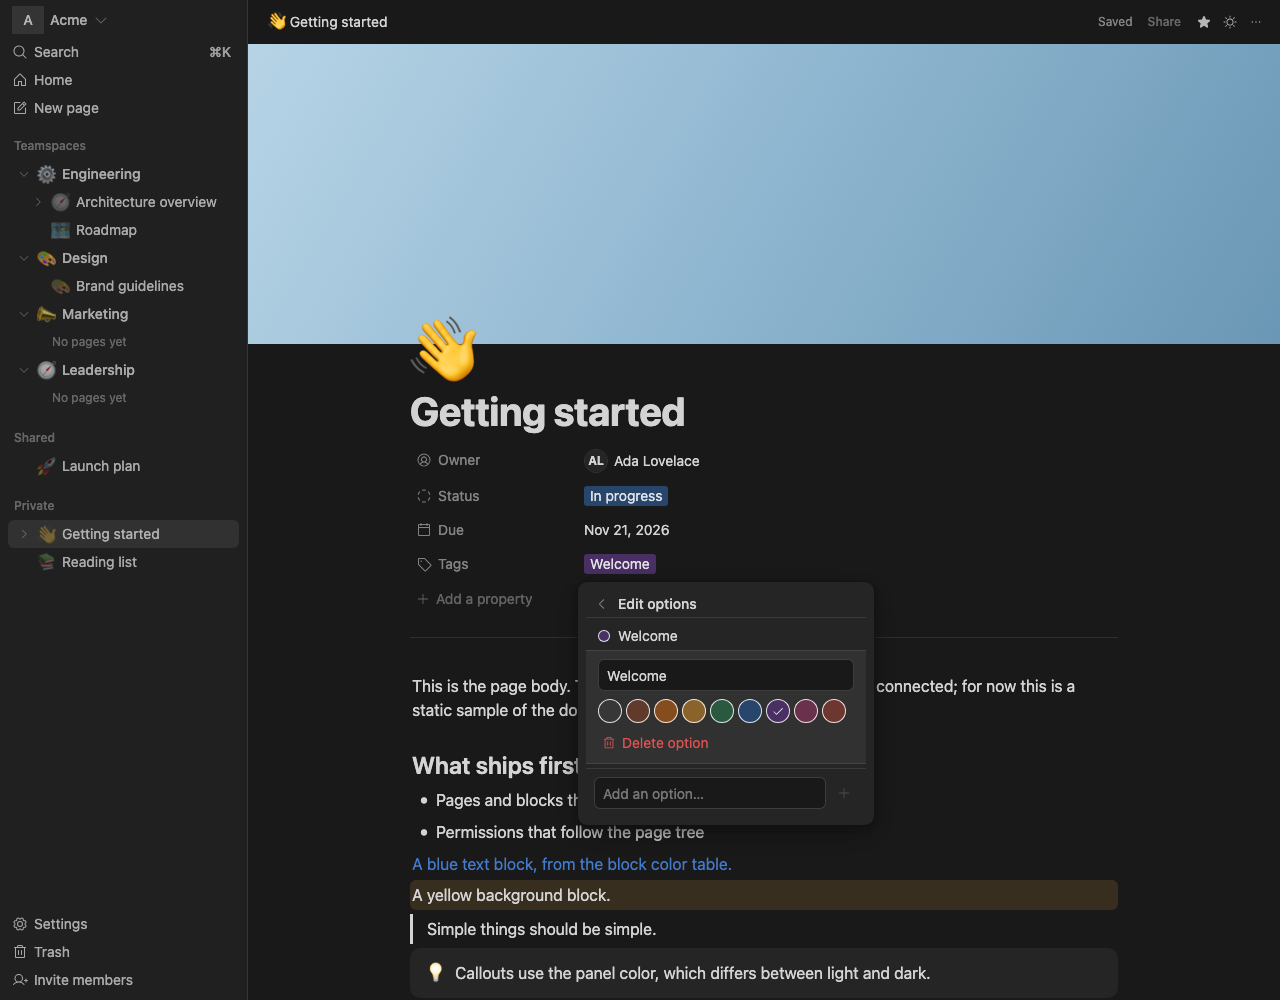 A Acme
Search ⌘K
Home
New page
Teamspaces
Engineering
Architecture overview
Roadmap
Design
Brand guidelines
Marketing
No pages yet
Leadership
No pages yet
Shared
Launch plan
Private
Getting started
Reading list
Settings
Trash
Invite members
Getting started
Saved Share
Getting started
Owner AL Ada Lovelace
Status In progress
Due Nov 21, 2026
Tags Welcome
Add a property
Edit options
Welcome
Welcome
Delete option
Add an option...
This is the page body. connected; for now this is a
static sample of the do
What ships first
Pages and blocks th
Permissions that follow the page tree
A blue text block, from the block color table.
A yellow background block.
Simple things should be simple.
Callouts use the panel color, which differs between light and dark.